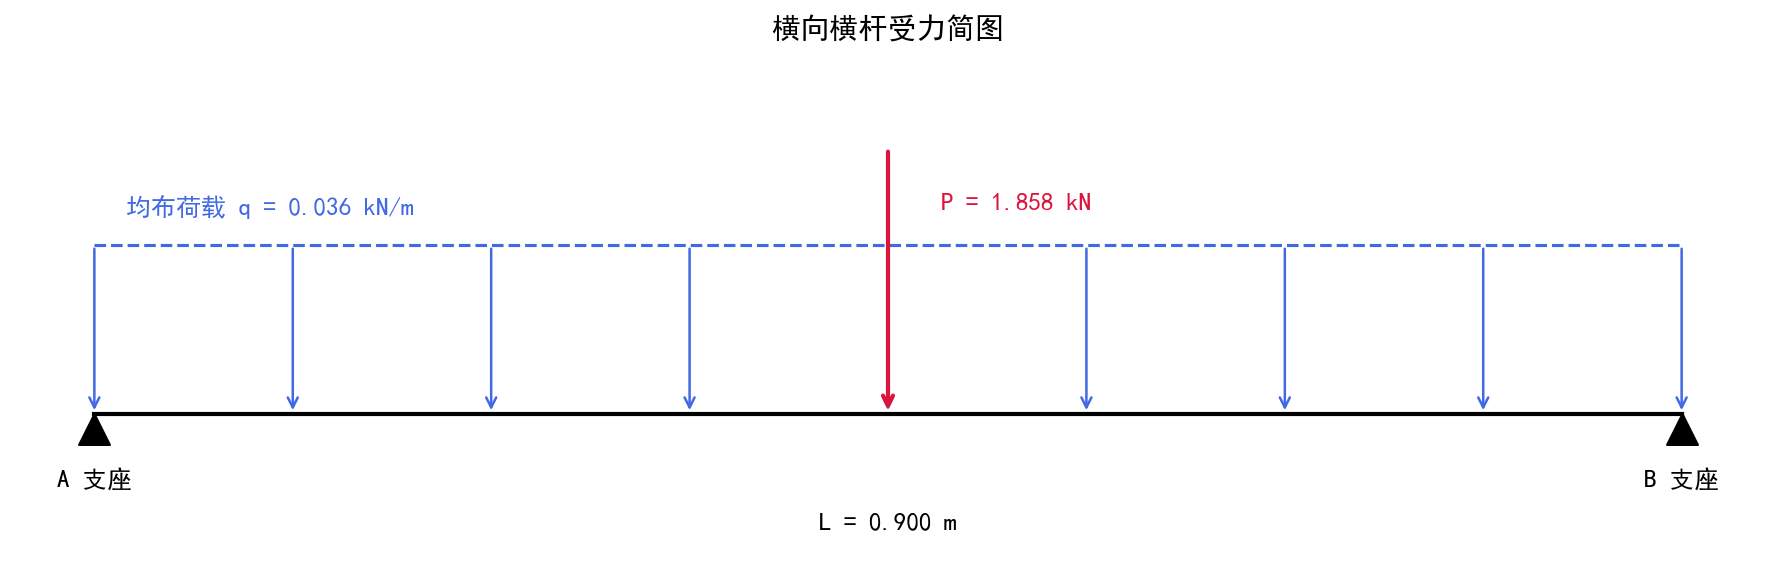 横向横杆受力简图
均布荷载 q = 0.036 kN/m
P = 1.858 kN
A 支座
B 支座
L = 0.900 m